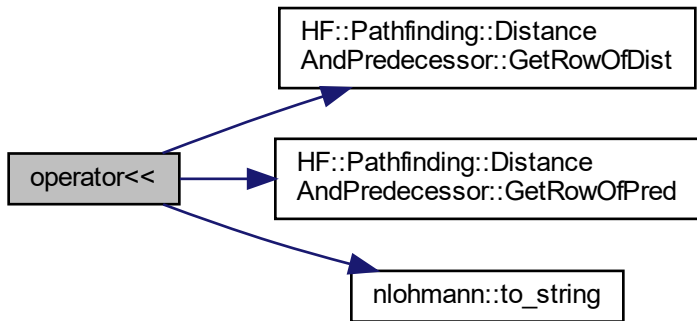 HF::Pathfinding::Distance
AndPredecessor::GetRowOfDist
operator<<
HF::Pathfinding::Distance
AndPredecessor::GetRowOfPred
nlohmann::to_string